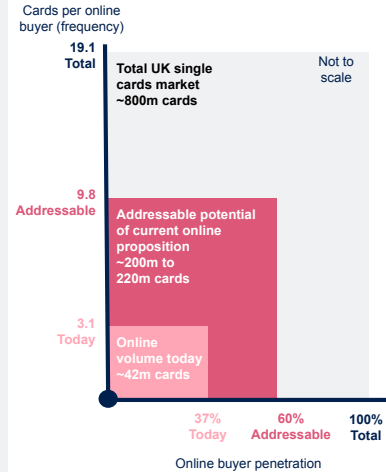 Cards per online
buyer (frequency)
19.1
Total
Total UK single
cards market
~800m cards
Not to
scale
9.8
Addressable
Addressable potential
of current online
proposition
~200m to
220m cards
3.1
Today
Online
volume today
~42m cards
37%
Today
60%
Addressable
100%
Total
Online buyer penetration